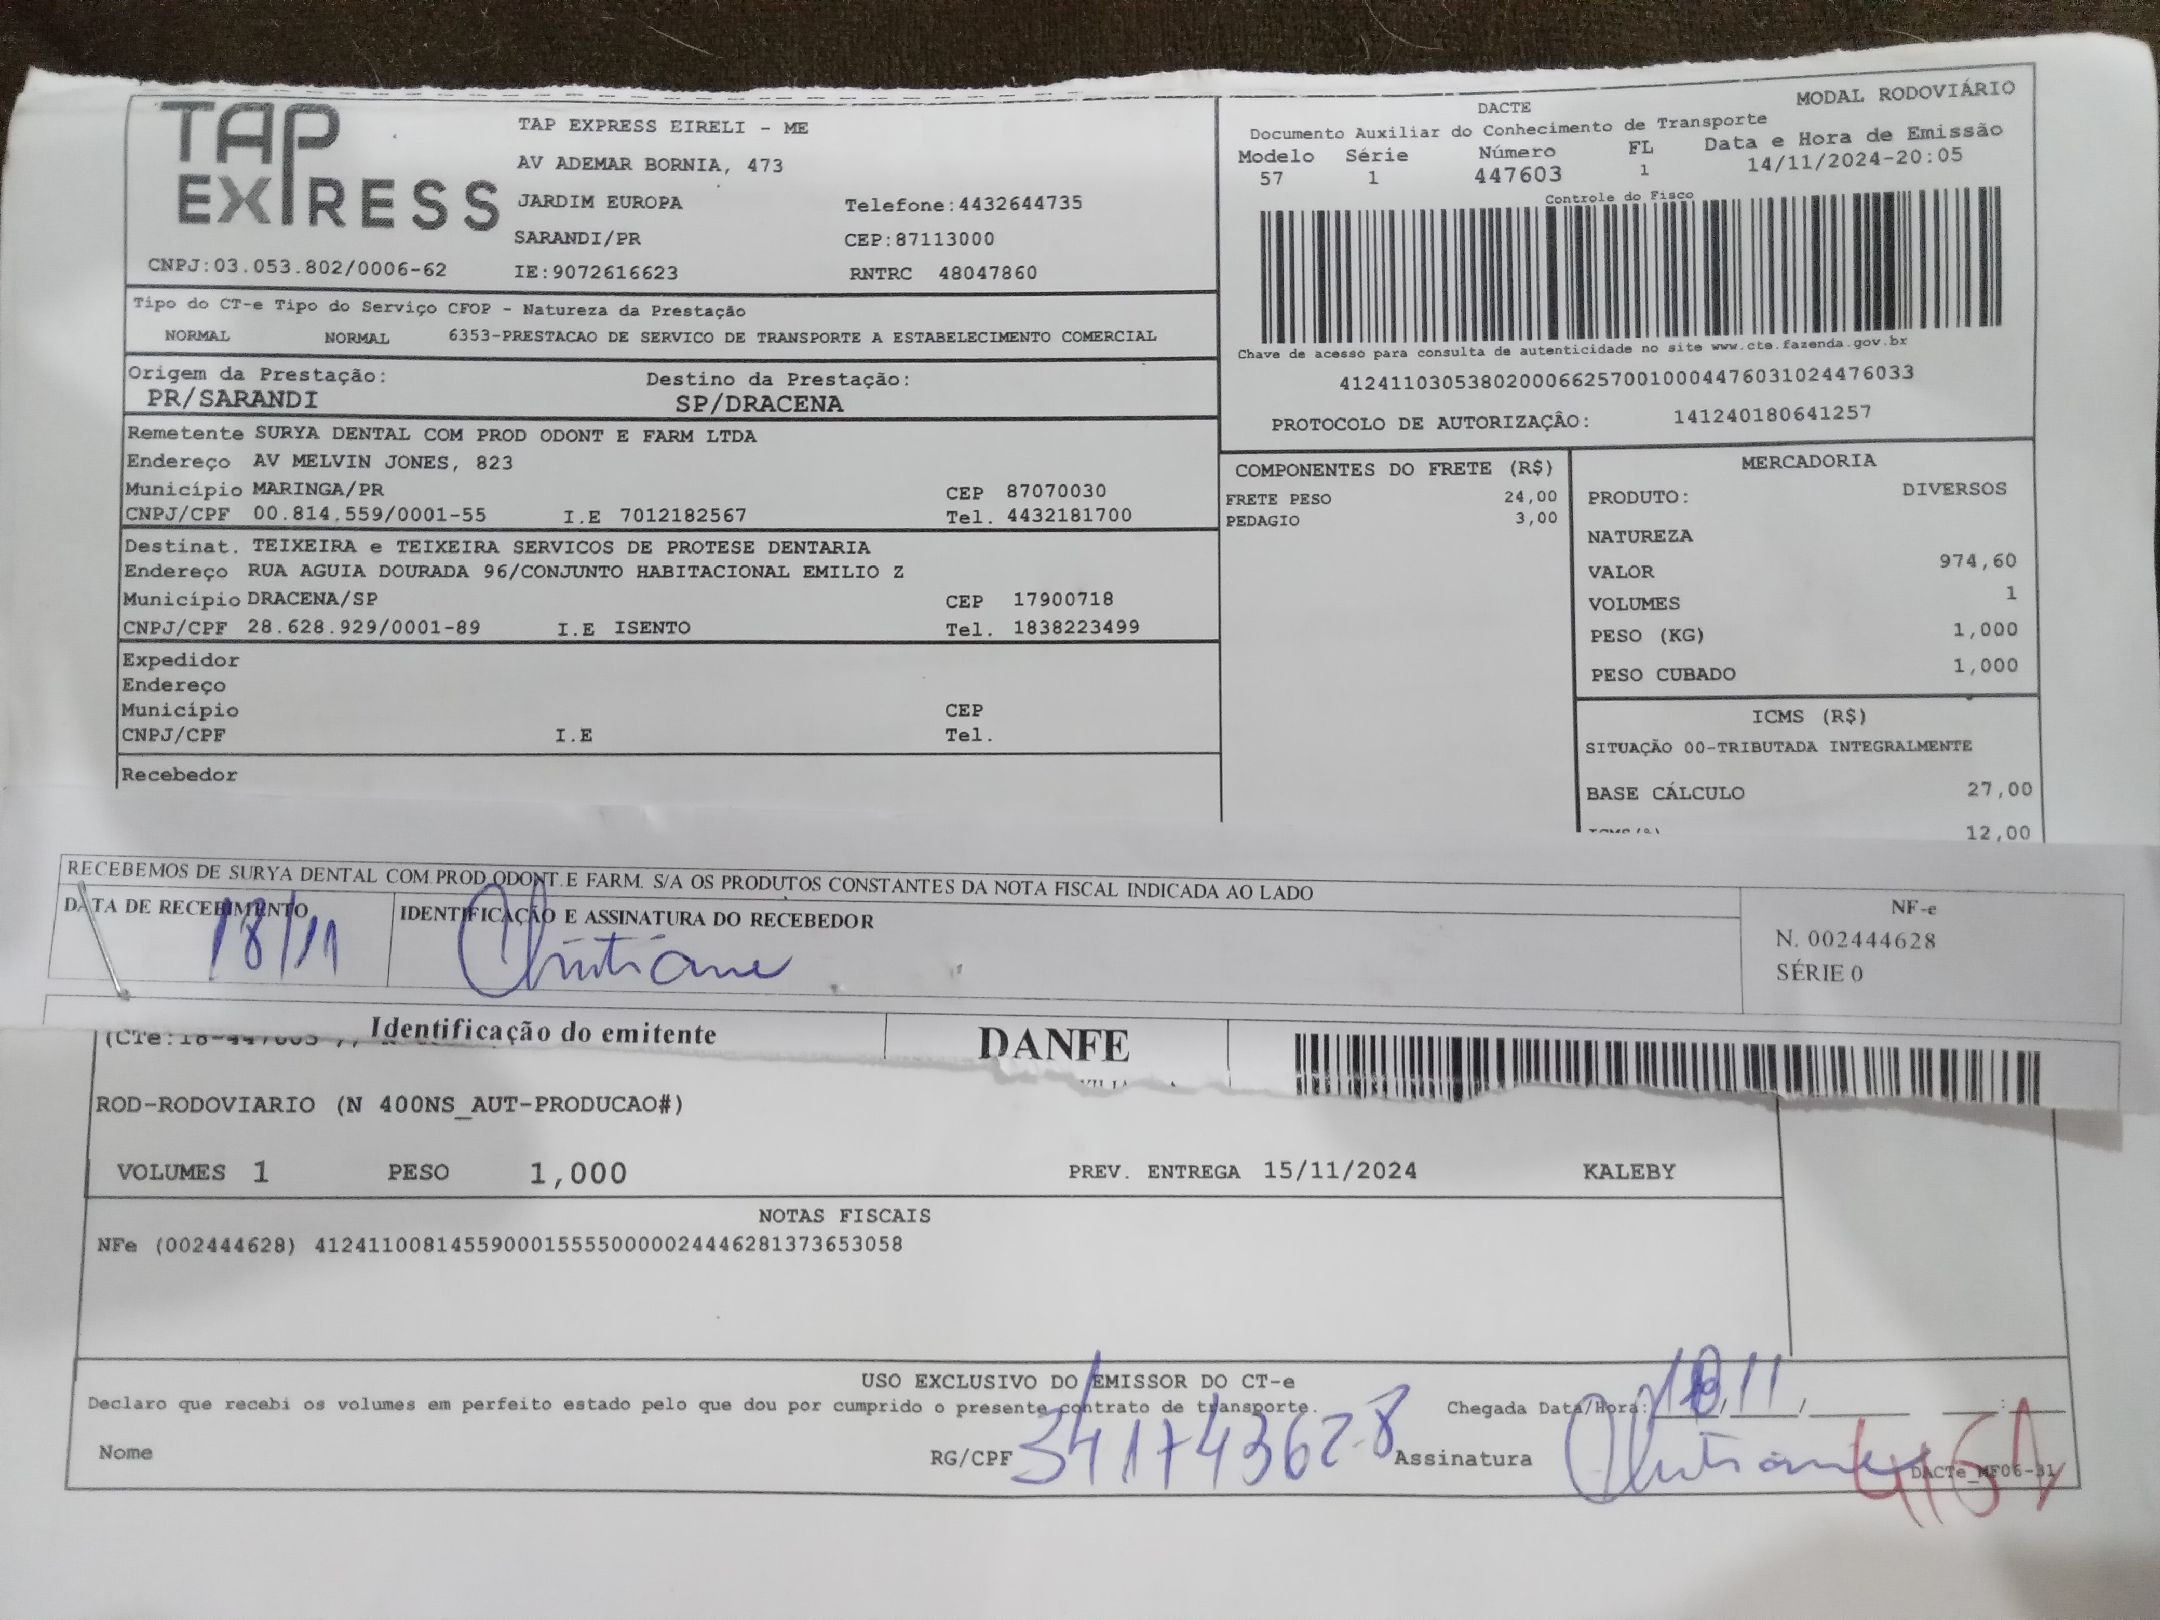 TAP
EXPRESS
TAP EXPRESS EIRELI - ME
AV ADEMAR BORNIA, 473
JARDIM EUROPA Telefone:4432644735
SARANDI/PR CEP:87113000
CNPJ:03.053.802/0006-62 IE:9072616623 RNTRC 48047860
DACTE MODAL RODOVIÁRIO
Documento Auxiliar do Conhecimento de Transporte
Modelo Série Número FL Data e Hora de Emissão
57 1 447603 1 14/11/2024-20:05
Controle do Fisco
Chave de acesso para consulta de autenticidade no site www.cte.fazenda.gov.br
41241103053802000662570010004476031024476033
PROTOCOLO DE AUTORIZAÇÂO: 141240180641257
Tipo do CT-e Tipo do Serviço CFOP - Natureza da Prestação
NORMAL NORMAL 6353-PRESTACAO DE SERVICO DE TRANSPORTE A ESTABELECIMENTO COMERCIAL
Origem da Prestação: Destino da Prestação:
PR/SARANDI SP/DRACENA
Remetente SURYA DENTAL COM PROD ODONT E FARM LTDA
Endereço AV MELVIN JONES, 823
Município MARINGA/PR CEP 87070030
CNPJ/CPF 00.814.559/0001-55 I.E 7012182567 Tel. 4432181700
Destinat. TEIXEIRA e TEIXEIRA SERVICOS DE PROTESE DENTARIA
Endereço RUA AGUIA DOURADA 96/CONJUNTO HABITACIONAL EMILIO Z
Município DRACENA/SP CEP 17900718
CNPJ/CPF 28.628.929/0001-89 I.E ISENTO Tel. 1838223499
Expedidor
Endereço
Município CEP
CNPJ/CPF I.E Tel.
Recebedor
COMPONENTES DO FRETE (R$)
FRETE PESO 24,00
PEDAGIO 3,00
MERCADORIA
PRODUTO: DIVERSOS
NATUREZA
VALOR 974,60
VOLUMES 1
PESO (KG) 1,000
PESO CUBADO 1,000
ICMS (R$)
SITUAÇÃO 00-TRIBUTADA INTEGRALMENTE
BASE CÁLCULO 27,00
12,00
RECEBEMOS DE SURYA DENTAL COM.PROD.ODONT.E FARM. S/A OS PRODUTOS CONSTANTES DA NOTA FISCAL INDICADA AO LADO
DATA DE RECEBIMENTO IDENTIFICAÇÃO E ASSINATURA DO RECEBEDOR
18/11 Christiane
NF-e
N. 002444628
SÉRIE 0
Identificação do emitente DANFE
ROD-RODOVIARIO (N 400NS_AUT-PRODUCAO#)
VOLUMES 1 PESO 1,000 PREV. ENTREGA 15/11/2024 KALEBY
NOTAS FISCAIS
NFe (002444628) 41241100814559000155550000024446281373653058
USO EXCLUSIVO DO EMISSOR DO CT-e
Declaro que recebi os volumes em perfeito estado pelo que dou por cumprido o presente contrato de transporte. Chegada Data/Hora: 18/11
Nome RG/CPF 341743628 Assinatura Christiane
DACTe_MF06-31